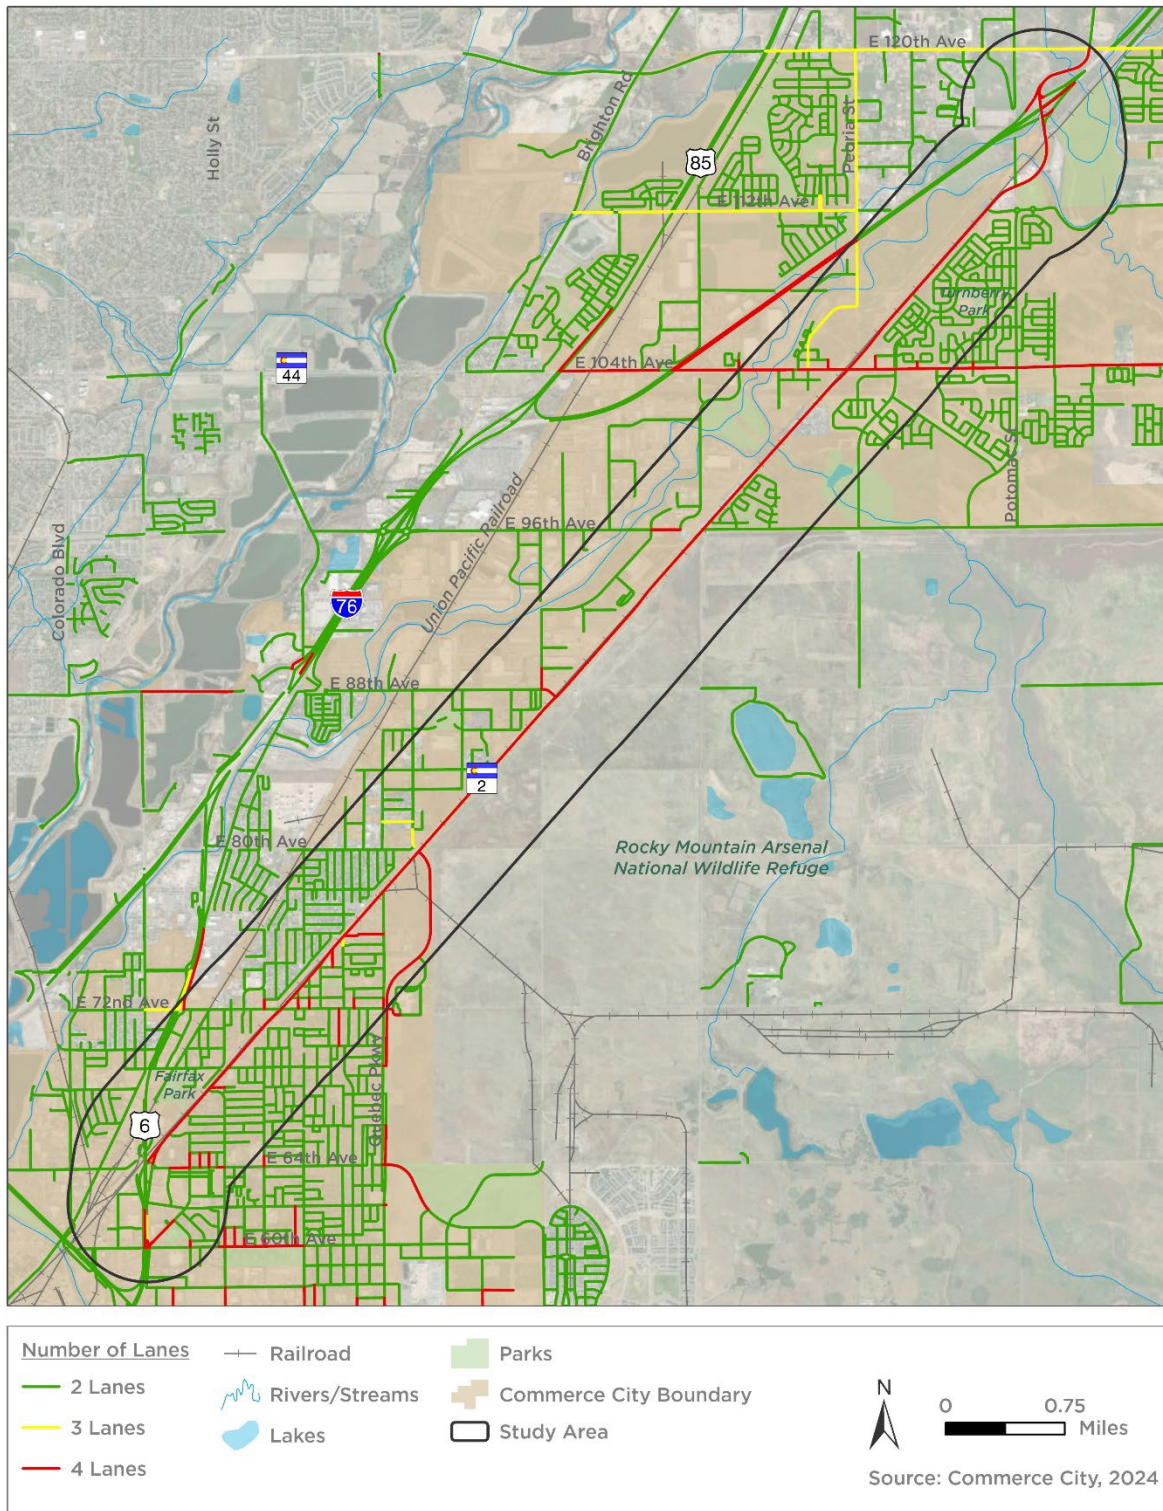 E 120th Ave
Brighton Rd
Holly St
85
Peoria St
E 112th Ave
Turnberry
Park
44
E 104th Ave
Potomac St
Union Pacific Railroad
E 96th Ave
Colorado Blvd
76
E 88th Ave
2
E 80th Ave
Rocky Mountain Arsenal
National Wildlife Refuge
E 72nd Ave
Fairfax
Park
Quebec Pkwy
6
E 64th Ave
E 60th Ave
Number of Lanes
2 Lanes
3 Lanes
4 Lanes
Railroad
Rivers/Streams
Lakes
Parks
Commerce City Boundary
Study Area
N
0 0.75
Miles
Source: Commerce City, 2024